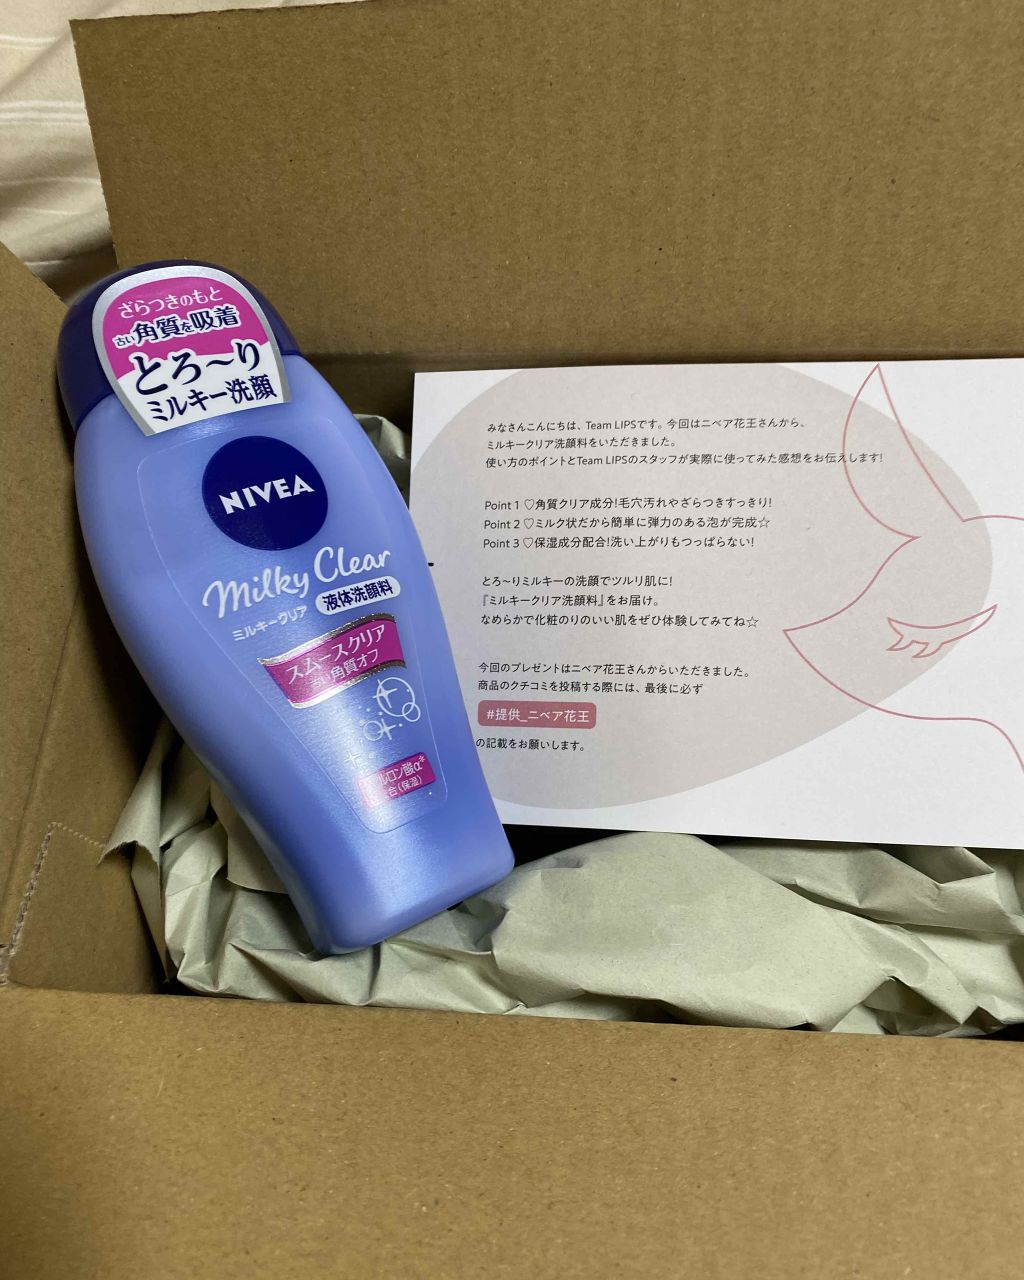 ざらつきのもと
古い角質を吸着
とろ〜り
ミルキー洗顔
NIVEA
Milky Clear
ミルキークリア 液体洗顔料
スムースクリア
古い角質オフ
ルロン酸α*
合(保湿)
みなさんこんにちは、Team LIPSです。今回はニベア花王さんから、
ミルキークリア洗顔料をいただきました。
使い方のポイントとTeam LIPSのスタッフが実際に使ってみた感想をお伝えします!
Point 1 ♡角質クリア成分!毛穴汚れやざらつきすっきり!
Point 2 ♡ミルク状だから簡単に弾力のある泡が完成☆
Point 3 ♡保湿成分配合!洗い上がりもつっぱらない!
とろ〜りミルキーの洗顔でツルリ肌に!
『ミルキークリア洗顔料』をお届け。
なめらかで化粧のりのいい肌をぜひ体験してみてね☆
今回のプレゼントはニベア花王さんからいただきました。
商品のクチコミを投稿する際には、最後に必ず
#提供_ニベア花王
の記載をお願いします。